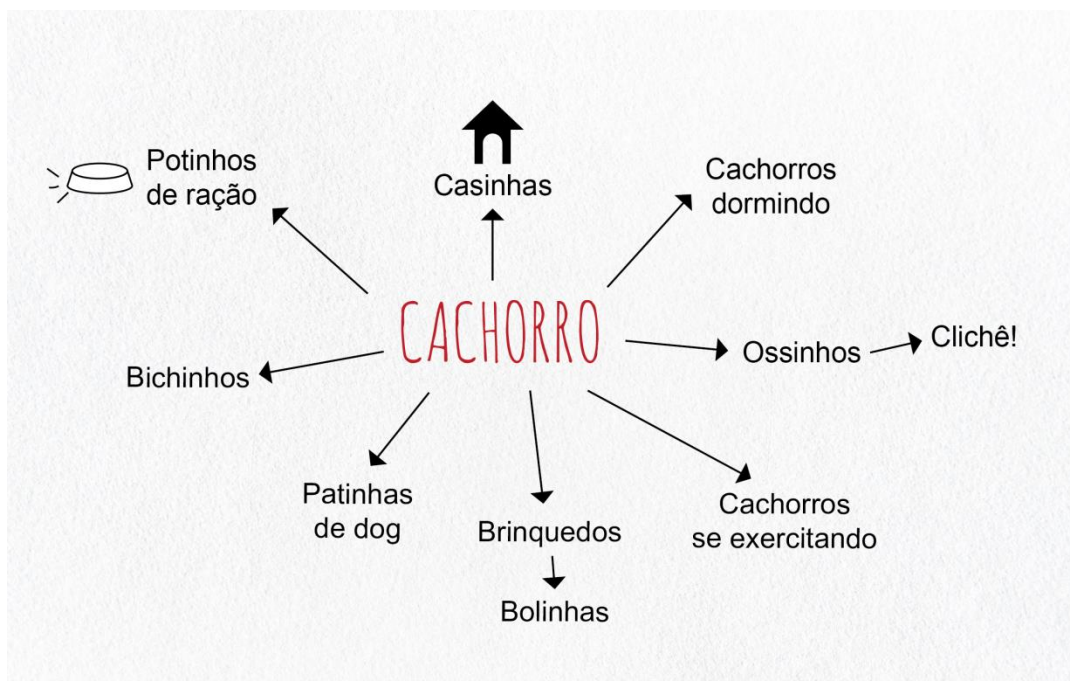 Potinhos
de ração
Casinhas
Cachorros
dormindo
CACHORRO
Ossinhos
Clichê!
Bichinhos
Patinhas
de dog
Brinquedos
Bolinhas
Cachorros
se exercitando